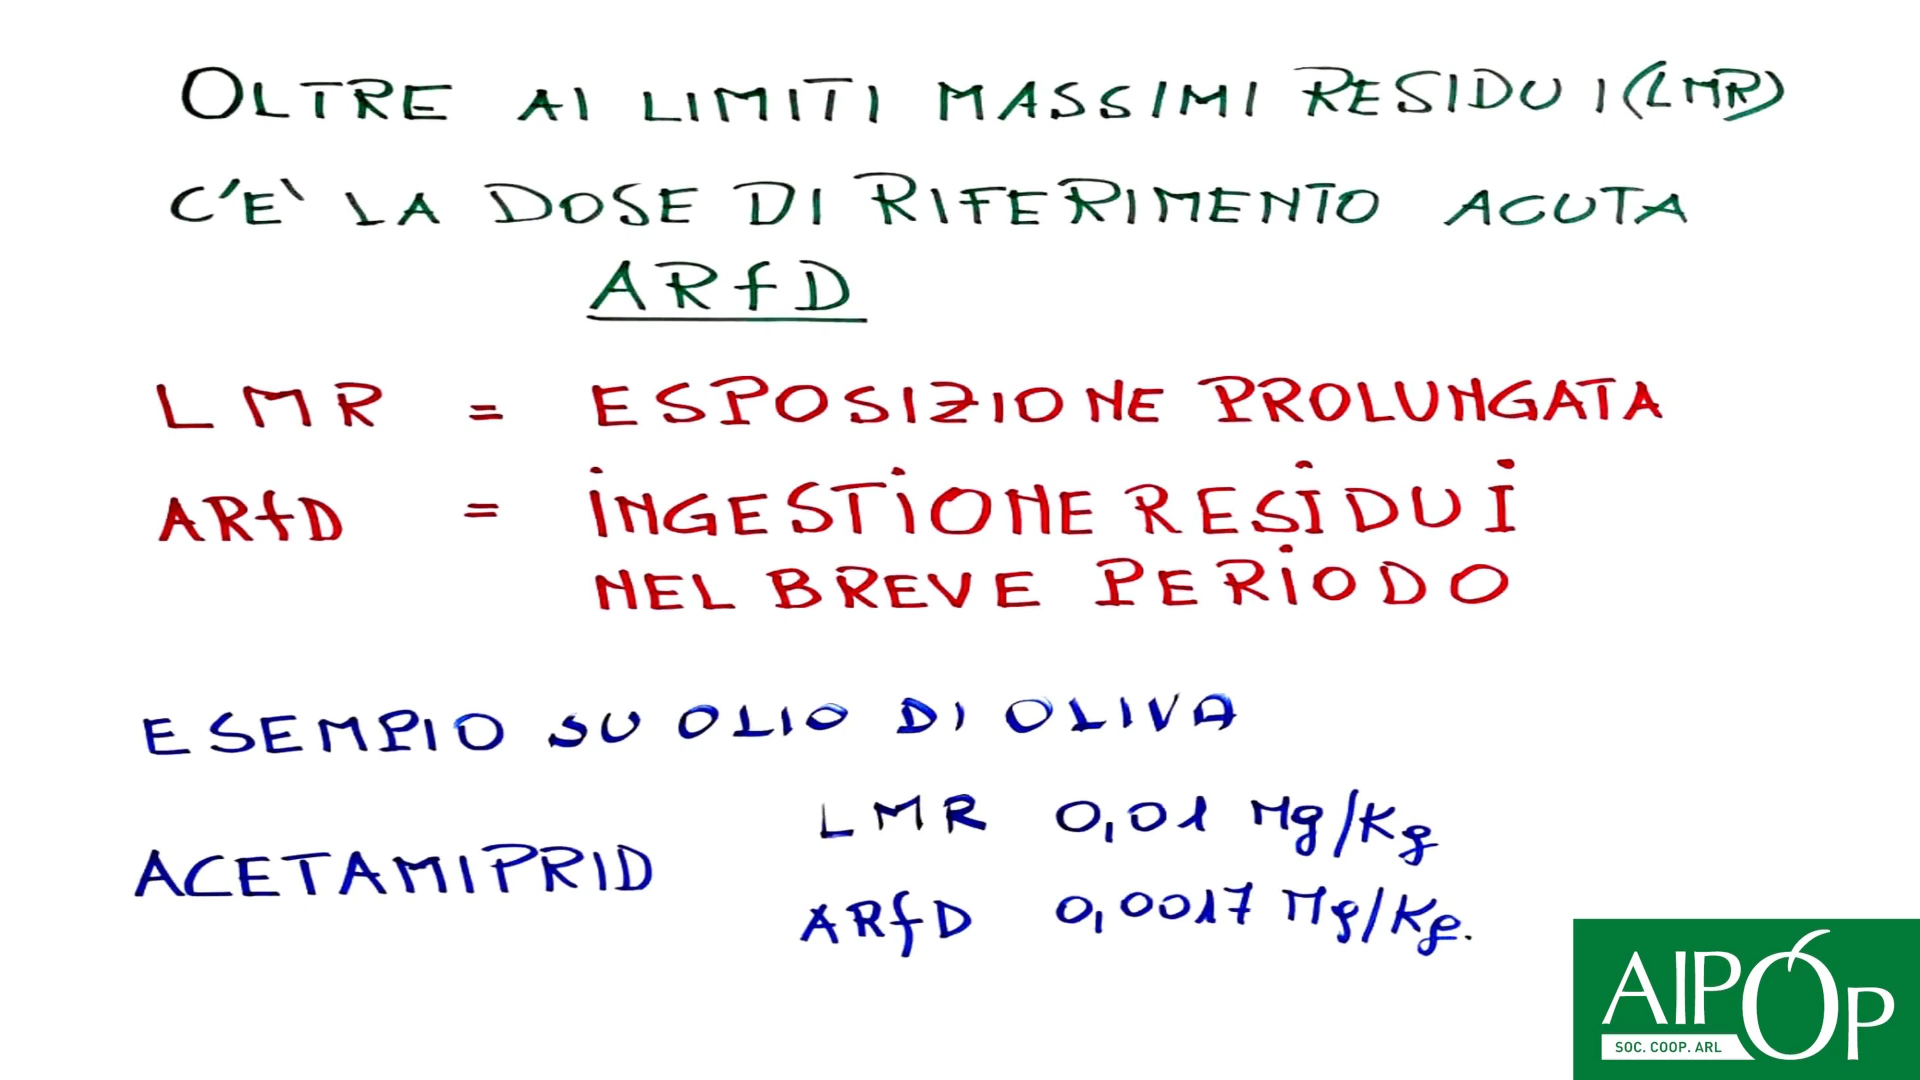 OLTRE AI LIMITI MASSIMI RESIDUI (LMR)
C'E' LA DOSE DI RIFERIMENTO ACUTA
ARfD
LMR = ESPOSIZIONE PROLUNGATA
ARfD = INGESTIONE RESIDUI
NEL BREVE PERIODO
ESEMPIO SU OLIO DI OLIVA
ACETAMIPRID
LMR 0,01 Mg/Kg
ARfD 0,0017 Mg/Kg.
AIPOP
SOC. COOP. ARL